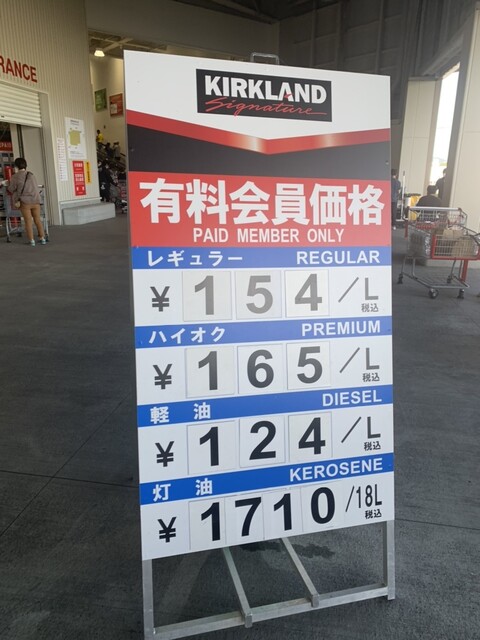 RANCE
KIRKLAND
Signature
有料会員価格
PAID MEMBER ONLY
レギュラー REGULAR
¥ 154 /L 税込
ハイオク PREMIUM
¥ 165 /L 税込
軽 油 DIESEL
¥ 124 /L 税込
灯 油 KEROSENE
¥ 1710 /18L 税込